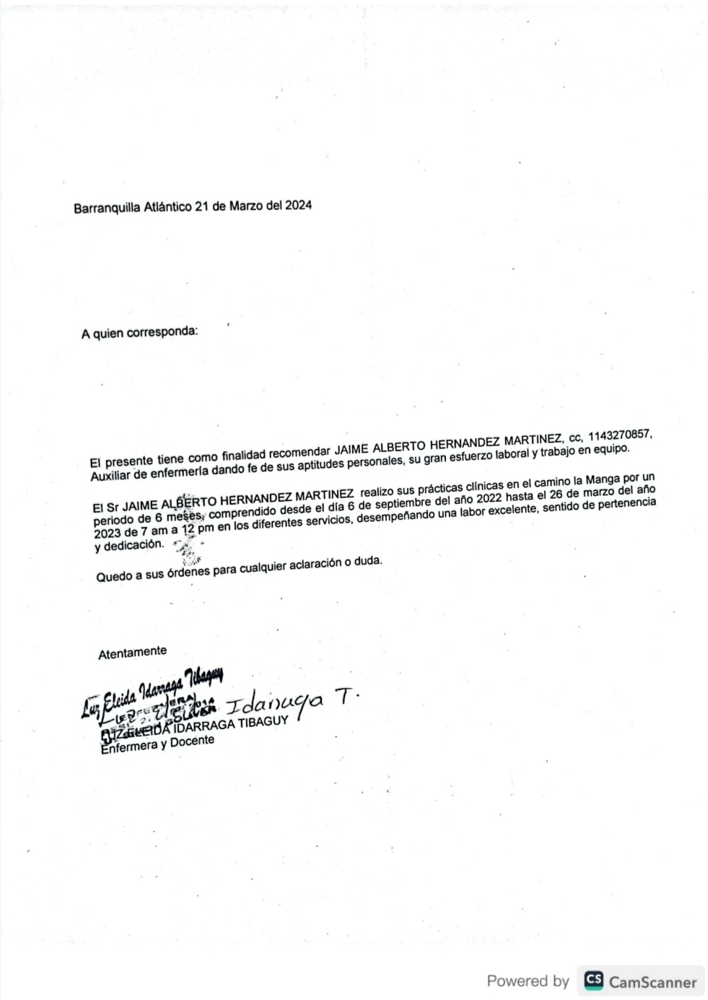 Barranquilla Atlántico 21 de Marzo del 2024
A quien corresponda:
El presente tiene como finalidad recomendar JAIME ALBERTO HERNANDEZ MARTINEZ, cc, 1143270857,
Auxiliar de enfermería dando fe de sus aptitudes personales, su gran esfuerzo laboral y trabajo en equipo.
El Sr JAIME ALBERTO HERNANDEZ MARTINEZ realizo sus prácticas clínicas en el camino la Manga por un
periodo de 6 meses, comprendido desde el día 6 de septiembre del año 2022 hasta el 26 de marzo del año
2023 de 7 am a 12 pm en los diferentes servicios, desempeñando una labor excelente, sentido de pertenencia
y dedicación.
Quedo a sus órdenes para cualquier aclaración o duda.
Atentamente
Luz Eleida Idarraga Tibaguy
Idarraga T.
IDARRAGA TIBAGUY
Enfermera y Docente
Powered by CS CamScanner